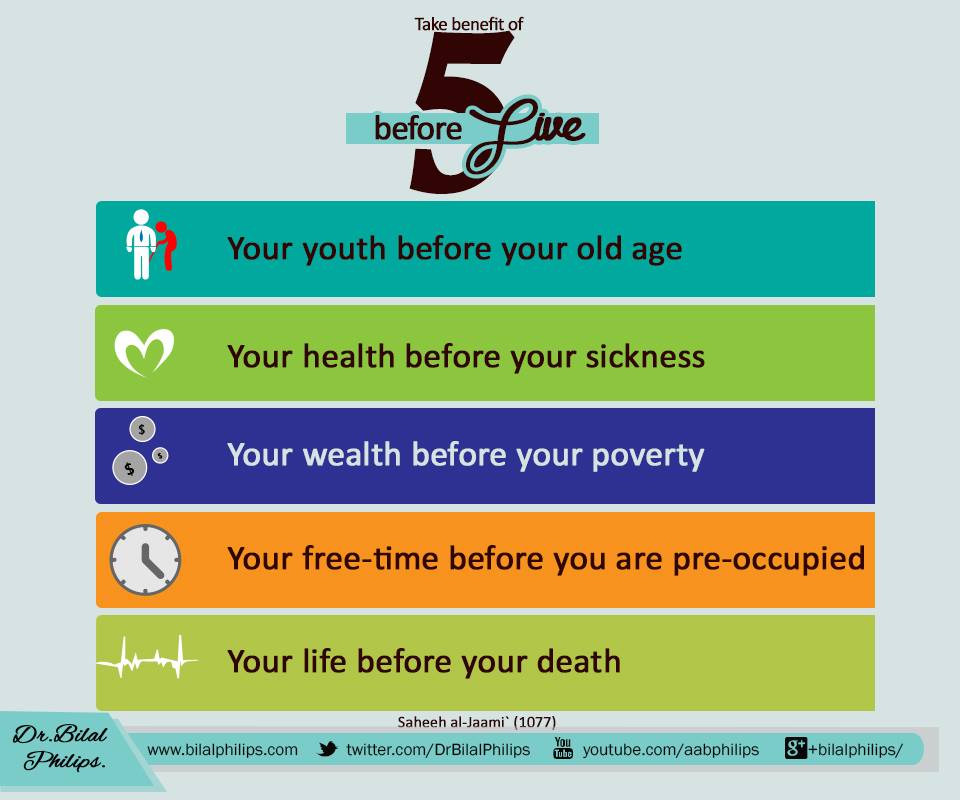 Take benefit of
5
before Live
Your youth before your old age
Your health before your sickness
$
$
$
Your wealth before your poverty
Your free-time before you are pre-occupied
Your life before your death
Saheeh al-Jaami` (1077)
Dr.Bilal
Philips.
www.bilalphilips.com twitter.com/DrBilalPhilips You Tube youtube.com/aabphilips g+ +bilalphilips/